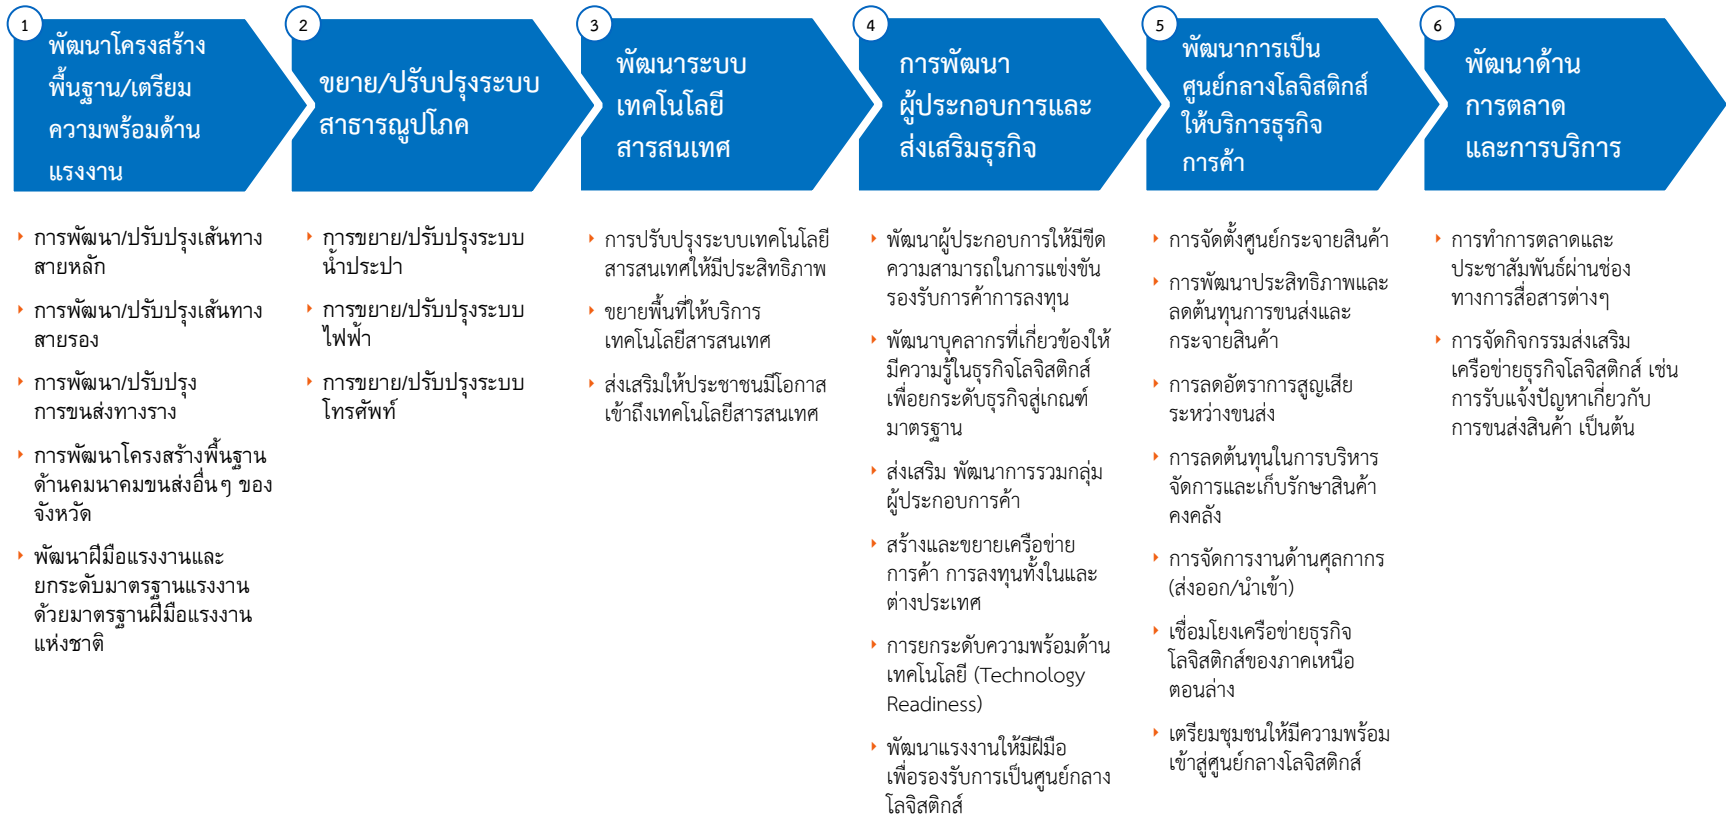 1
พัฒนาโครงสร้าง
พื้นฐาน/เตรียม
ความพร้อมด้าน
แรงงาน
การพัฒนา/ปรับปรุงเส้นทาง
สายหลัก
การพัฒนา/ปรับปรุงเส้นทาง
สายรอง
การพัฒนา/ปรับปรุง
การขนส่งทางราง
การพัฒนาโครงสร้างพื้นฐาน
ด้านคมนาคมขนส่งอื่นๆ ของ
จังหวัด
พัฒนาฝีมือแรงงานและ
ยกระดับมาตรฐานแรงงาน
ด้วยมาตรฐานฝีมือแรงงาน
แห่งชาติ
2
ขยาย/ปรับปรุงระบบ
สาธารณูปโภค
การขยาย/ปรับปรุงระบบ
น้ำประปา
การขยาย/ปรับปรุงระบบ
ไฟฟ้า
การขยาย/ปรับปรุงระบบ
โทรศัพท์
3
พัฒนาระบบ
เทคโนโลยี
สารสนเทศ
การปรับปรุงระบบเทคโนโลยี
สารสนเทศให้มีประสิทธิภาพ
ขยายพื้นที่ให้บริการ
เทคโนโลยีสารสนเทศ
ส่งเสริมให้ประชาชนมีโอกาส
เข้าถึงเทคโนโลยีสารสนเทศ
4
การพัฒนา
ผู้ประกอบการและ
ส่งเสริมธุรกิจ
พัฒนาผู้ประกอบการให้มีขีด
ความสามารถในการแข่งขัน
รองรับการค้าการลงทุน
พัฒนาบุคลากรที่เกี่ยวข้องให้
มีความรู้ในธุรกิจโลจิสติกส์
เพื่อยกระดับธุรกิจสู่เกณฑ์
มาตรฐาน
ส่งเสริม พัฒนาการรวมกลุ่ม
ผู้ประกอบการค้า
สร้างและขยายเครือข่าย
การค้า การลงทุนทั้งในและ
ต่างประเทศ
การยกระดับความพร้อมด้าน
เทคโนโลยี (Technology
Readiness)
พัฒนาแรงงานให้มีฝีมือ
เพื่อรองรับการเป็นศูนย์กลาง
โลจิสติกส์
5
พัฒนาการเป็น
ศูนย์กลางโลจิสติกส์
ให้บริการธุรกิจ
การค้า
การจัดตั้งศูนย์กระจายสินค้า
การพัฒนาประสิทธิภาพและ
ลดต้นทุนการขนส่งและ
กระจายสินค้า
การลดอัตราการสูญเสีย
ระหว่างขนส่ง
การลดต้นทุนในการบริหาร
จัดการและเก็บรักษาสินค้า
คงคลัง
การจัดการงานด้านศุลกากร
(ส่งออก/นำเข้า)
เชื่อมโยงเครือข่ายธุรกิจ
โลจิสติกส์ของภาคเหนือ
ตอนล่าง
เตรียมชุมชนให้มีความพร้อม
เข้าสู่ศูนย์กลางโลจิสติกส์
6
พัฒนาด้าน
การตลาด
และการบริการ
การทำการตลาดและ
ประชาสัมพันธ์ผ่านช่อง
ทางการสื่อสารต่างๆ
การจัดกิจกรรมส่งเสริม
เครือข่ายธุรกิจโลจิสติกส์ เช่น
การรับแจ้งปัญหาเกี่ยวกับ
การขนส่งสินค้า เป็นต้น